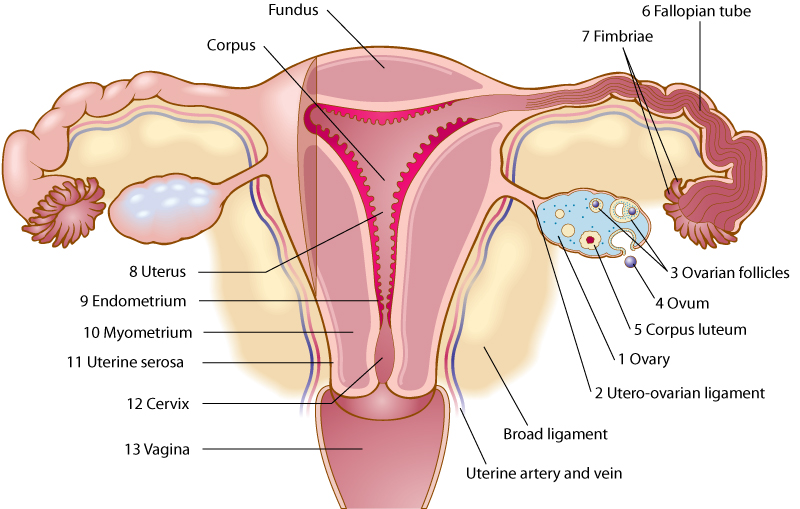 Fundus
6 Fallopian tube
7 Fimbriae
Corpus
8 Uterus
3 Ovarian follicles
9 Endometrium
4 Ovum
10 Myometrium
5 Corpus luteum
11 Uterine serosa
1 Ovary
2 Utero-ovarian ligament
12 Cervix
Broad ligament
13 Vagina
Uterine artery and vein